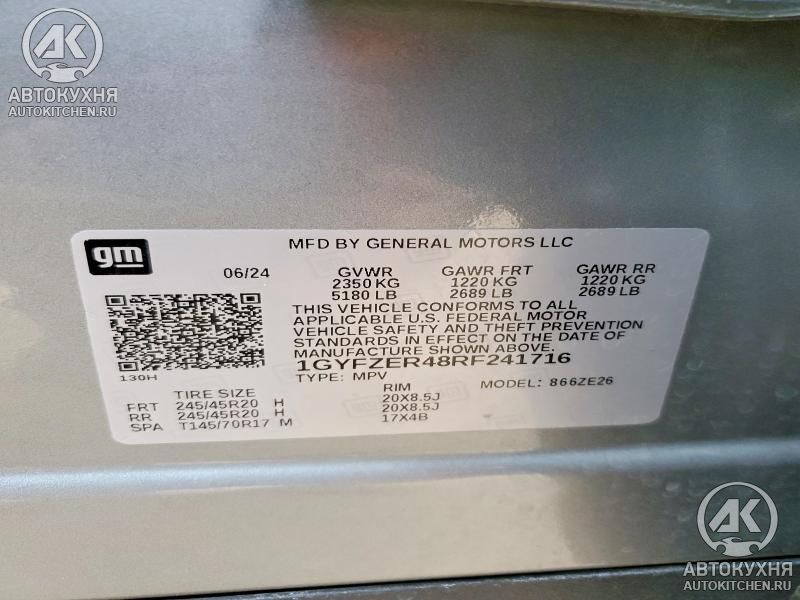 AK
АВТОКУХНЯ
AUTOKITCHEN.RU
gm
MFD BY GENERAL MOTORS LLC
06/24 GVWR GAWR FRT GAWR RR
2350 KG 1220 KG 1220 KG
5180 LB 2689 LB 2689 LB
THIS VEHICLE CONFORMS TO ALL
APPLICABLE U.S. FEDERAL MOTOR
VEHICLE SAFETY AND THEFT PREVENTION
STANDARDS IN EFFECT ON THE DATE OF
MANUFACTURE SHOWN ABOVE.
1GYFZER48RF241716
130H
TYPE: MPV MODEL: 866ZE26
TIRE SIZE RIM
FRT 245/45R20 H 20X8.5J
RR 245/45R20 H 20X8.5J
SPA T145/70R17 M 17X4B
AK
АВТОКУХНЯ
AUTOKITCHEN.RU